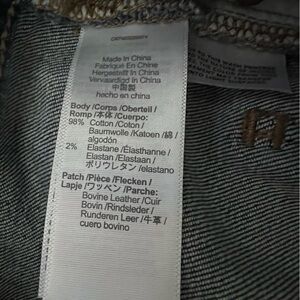 Made in China
Fabriqué En Chine
Hergestellt In China
Vervaardigd In China
中国製
hecho en china
Body /Corps /Oberteil /
Romp /本体 /Cuerpo:
98% Cotton /Coton /
Baumwolle /Katoen /綿 /
algodón
2% Elastane /Élasthanne /
Elastan /Elastaan /
ポリウレタン /elastano
Patch /Pièce /Flecken /
Lapje /ワッペン /Parche:
Bovine Leather /Cuir
Bovin /Rindsleder /
Runderen Leer /牛革 /
cuero bovino